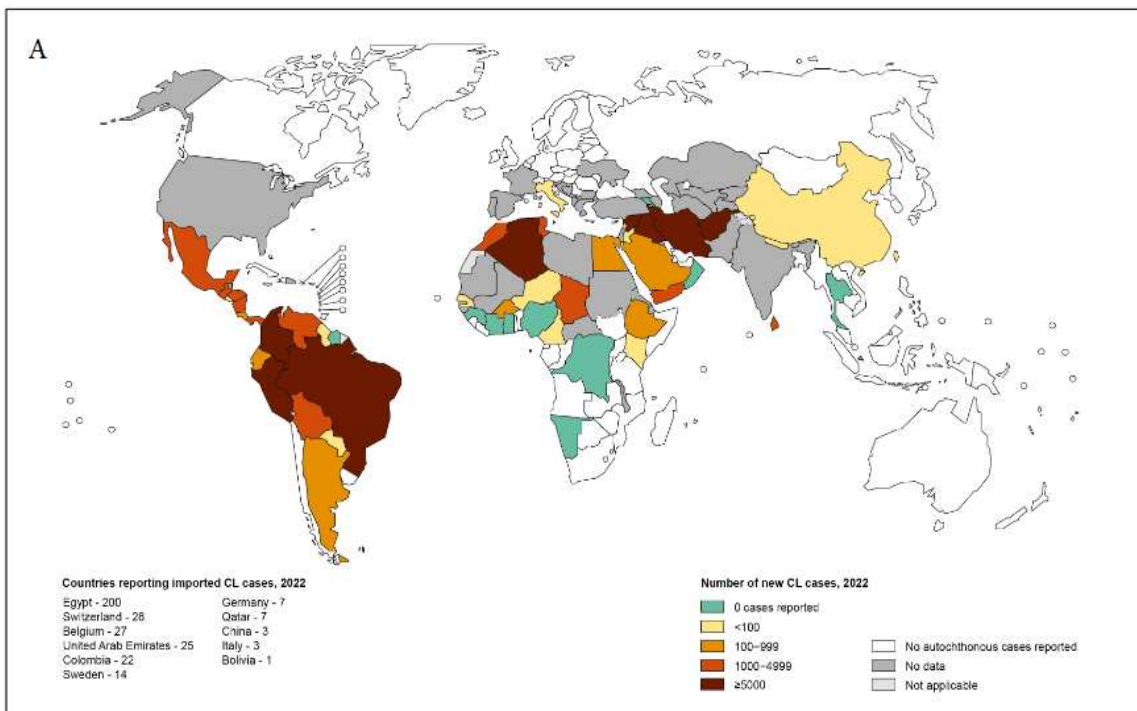 A
Countries reporting imported CL cases, 2022
Egypt - 200
Switzerland - 28
Belgium - 27
United Arab Emirates - 25
Colombia - 22
Sweden - 14
Germany - 7
Qatar - 7
China - 3
Italy - 3
Bolivia - 1
Number of new CL cases, 2022
0 cases reported
<100
100–999
1000–4999
≥5000
No autochthonous cases reported
No data
Not applicable